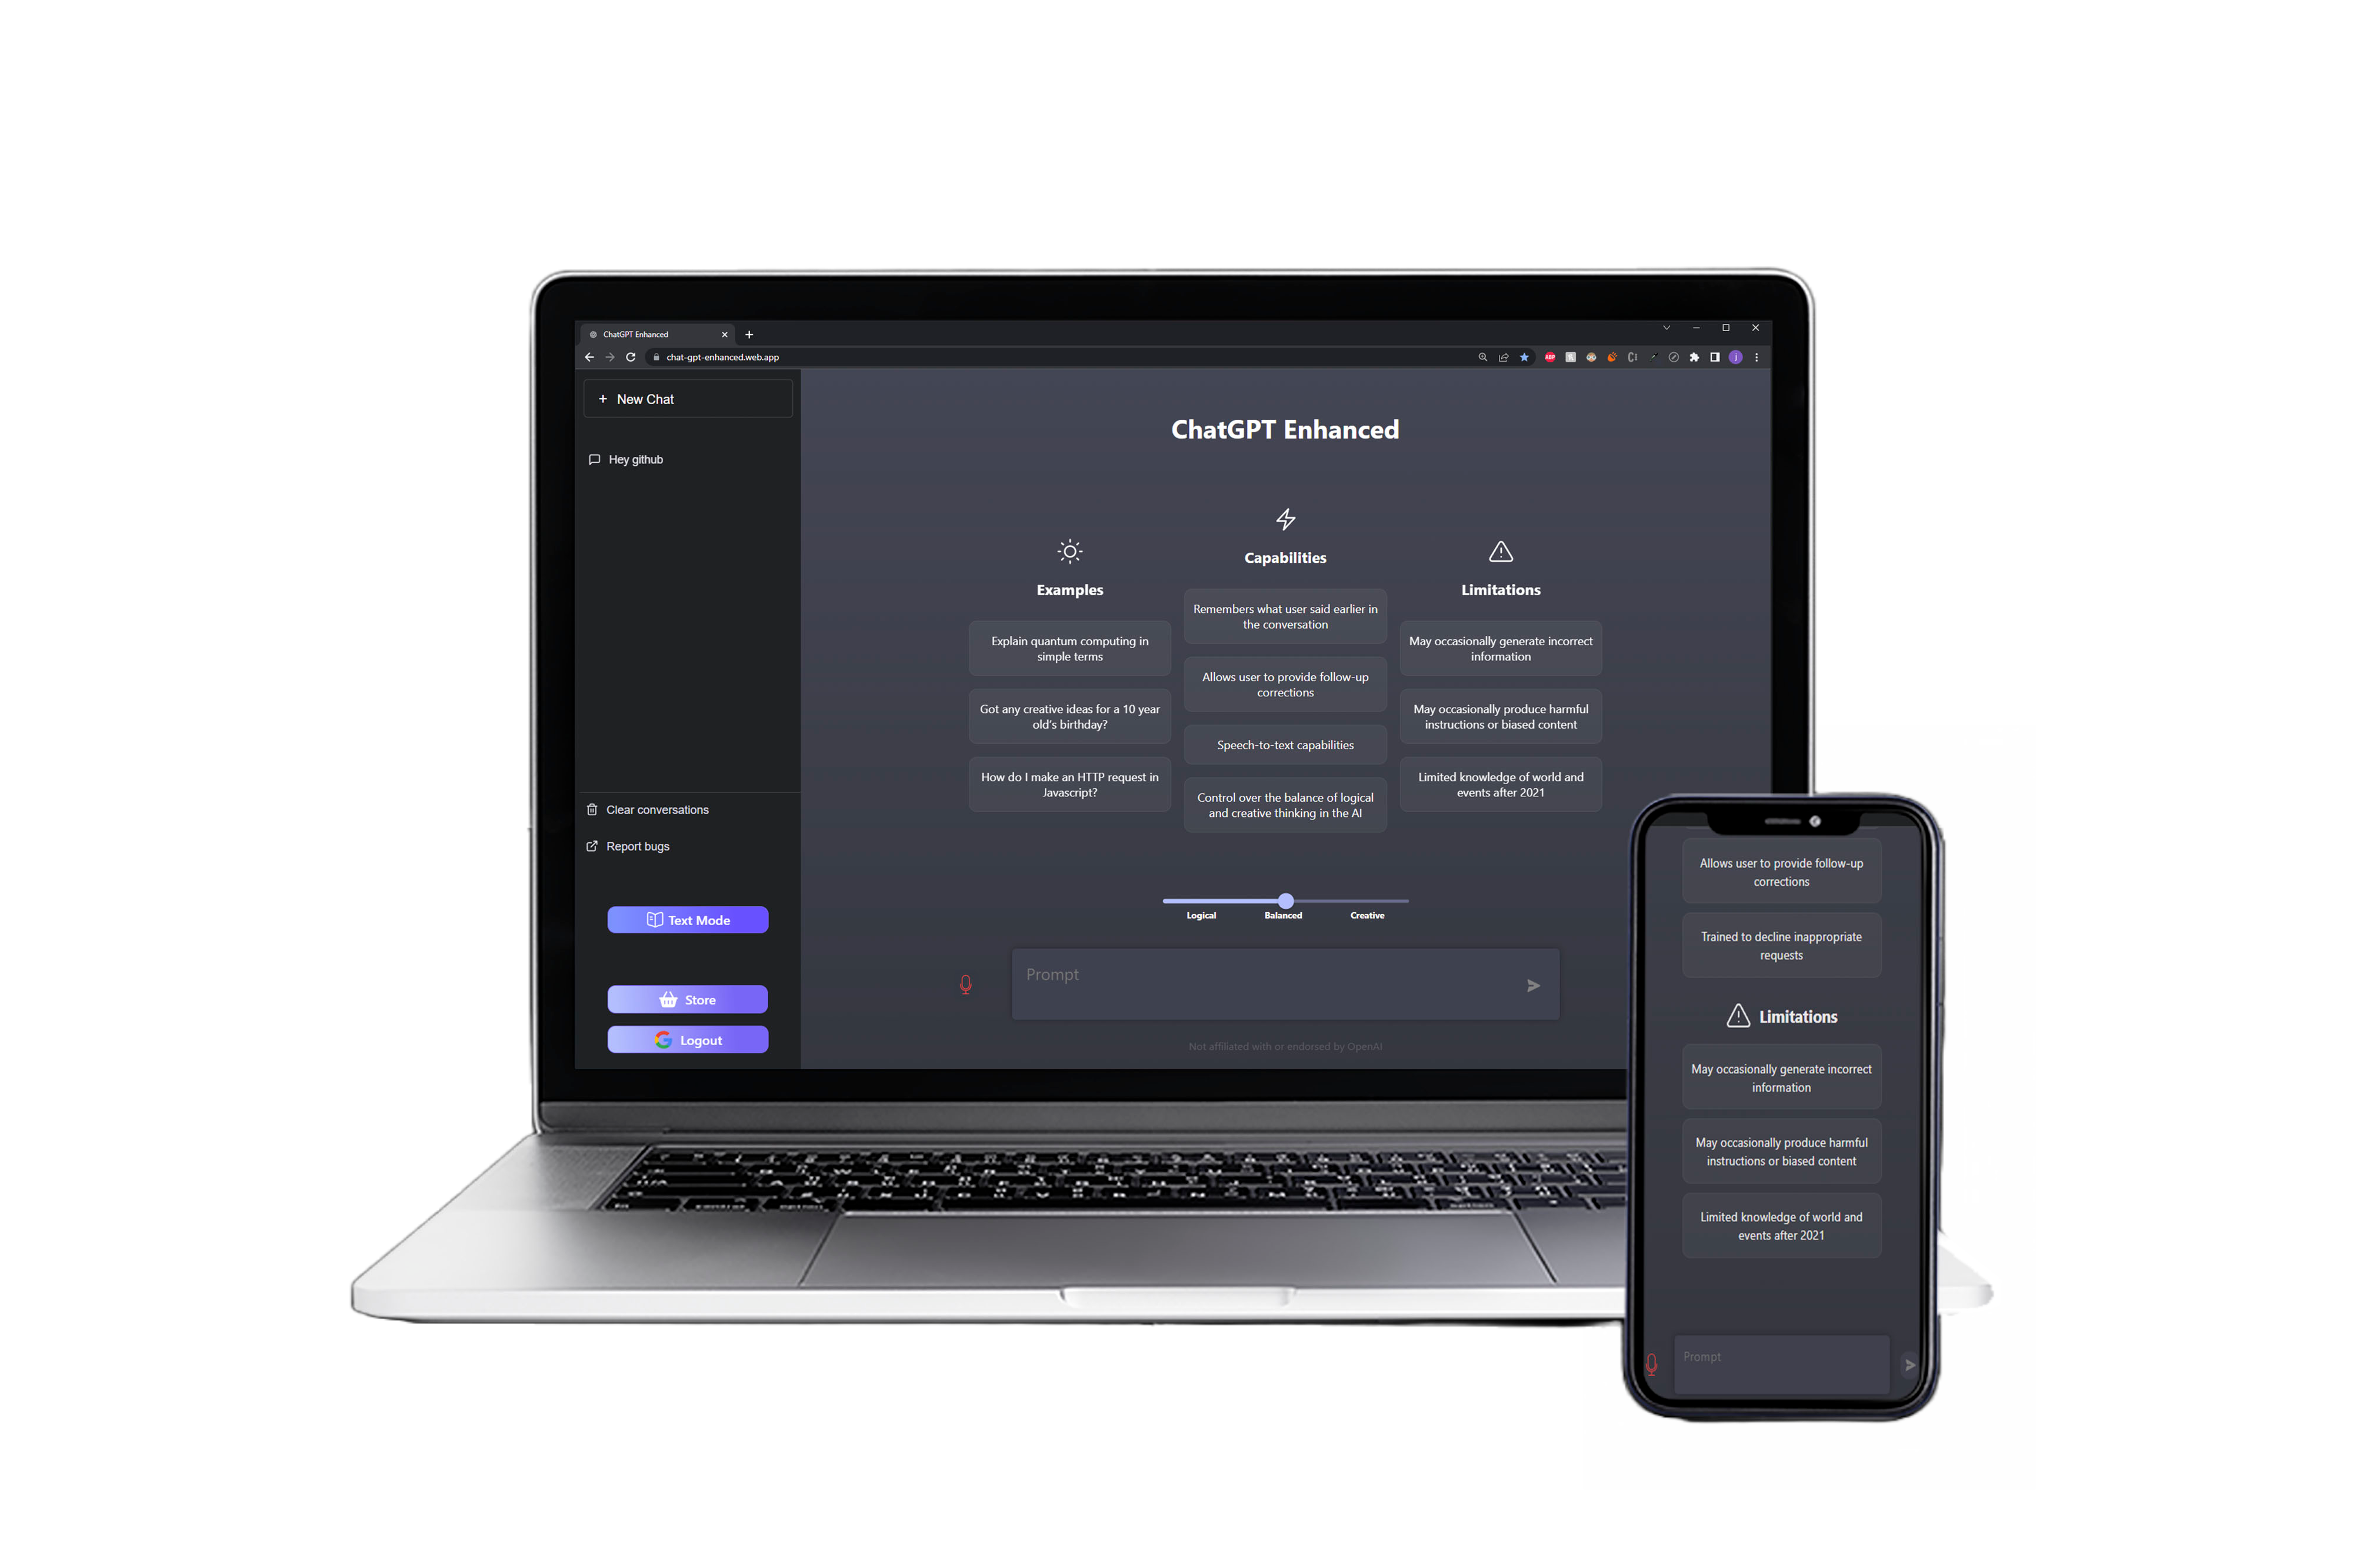 ChatGPT Enhanced
chat-gpt-enhanced.web.app
ABP
j
+ New Chat
Hey github
Clear conversations
Report bugs
Text Mode
Store
Logout
ChatGPT Enhanced
Examples
Explain quantum computing in
simple terms
Got any creative ideas for a 10 year
old's birthday?
How do I make an HTTP request in
Javascript?
Capabilities
Remembers what user said earlier in
the conversation
Allows user to provide follow-up
corrections
Speech-to-text capabilities
Control over the balance of logical
and creative thinking in the AI
Limitations
May occasionally generate incorrect
information
May occasionally produce harmful
instructions or biased content
Limited knowledge of world and
events after 2021
Logical Balanced Creative
Prompt
Not affiliated with or endorsed by OpenAI
Allows user to provide follow-up
corrections
Trained to decline inappropriate
requests
Limitations
May occasionally generate incorrect
information
May occasionally produce harmful
instructions or biased content
Limited knowledge of world and
events after 2021
Prompt